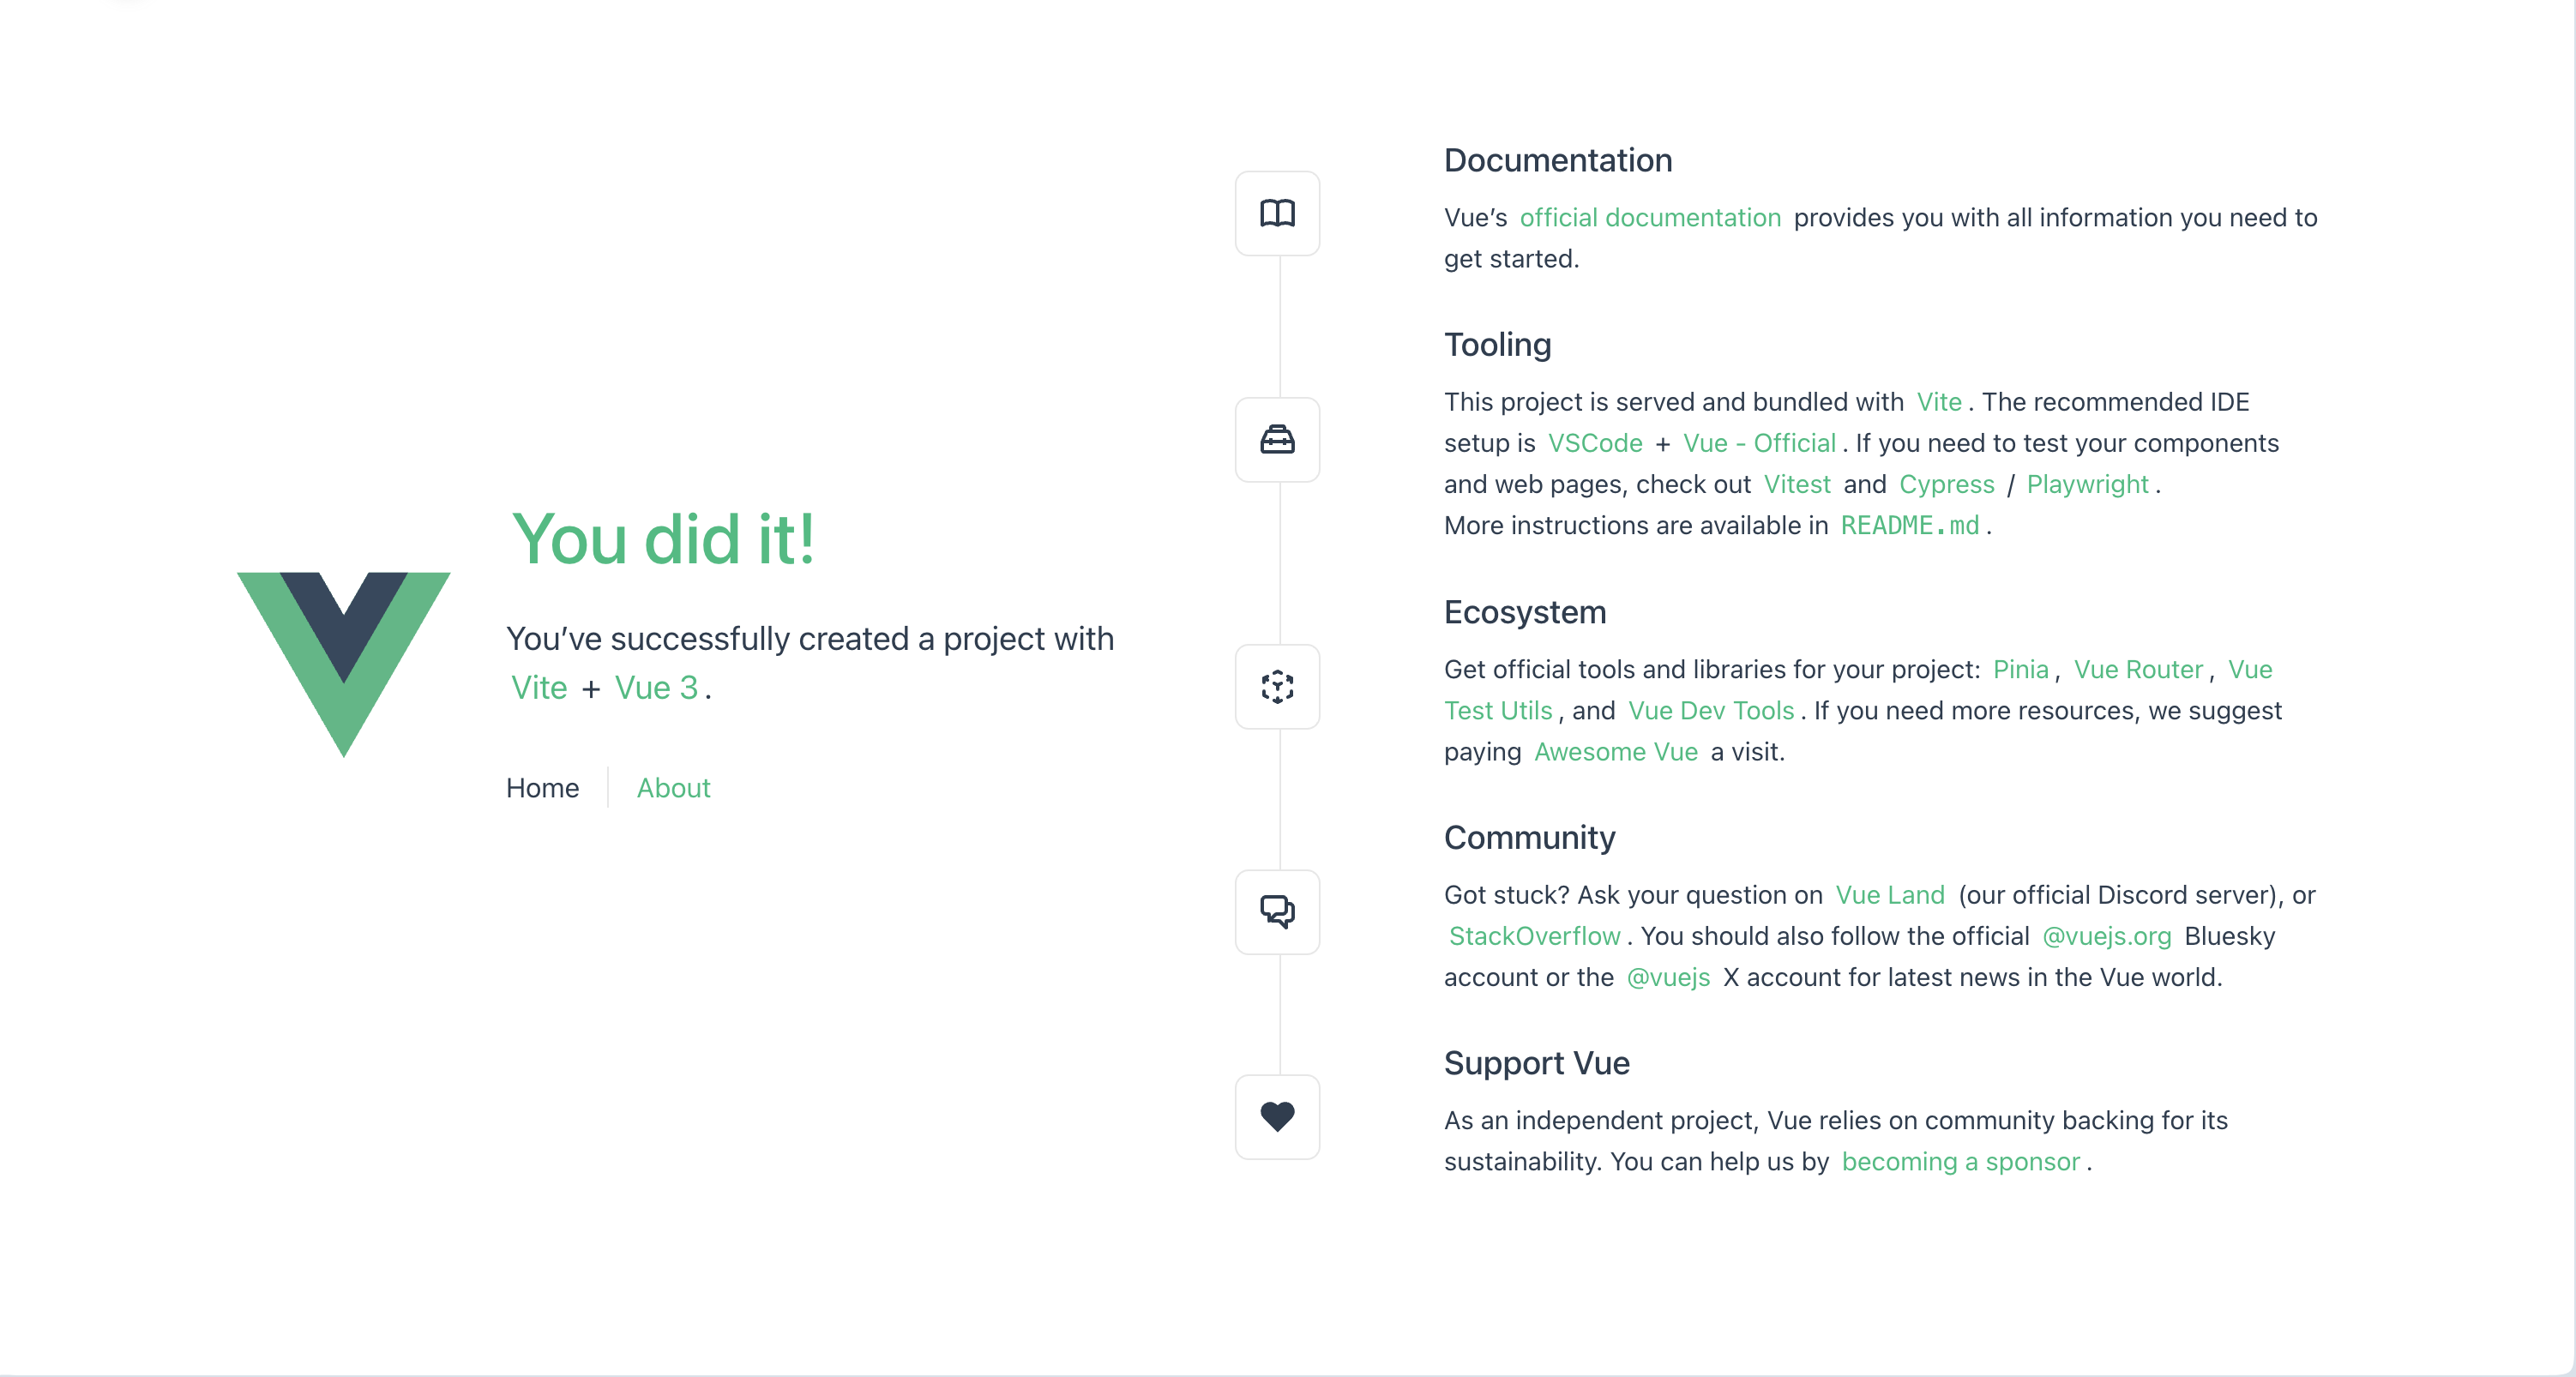 You did it!
You’ve successfully created a project with
Vite + Vue 3.
Home
About
Documentation
Vue’s official documentation provides you with all information you need to
get started.
Tooling
This project is served and bundled with Vite. The recommended IDE
setup is VSCode + Vue - Official. If you need to test your components
and web pages, check out Vitest and Cypress / Playwright.
More instructions are available in README.md.
Ecosystem
Get official tools and libraries for your project: Pinia, Vue Router, Vue
Test Utils, and Vue Dev Tools. If you need more resources, we suggest
paying Awesome Vue a visit.
Community
Got stuck? Ask your question on Vue Land (our official Discord server), or
StackOverflow. You should also follow the official @vuejs.org Bluesky
account or the @vuejs X account for latest news in the Vue world.
Support Vue
As an independent project, Vue relies on community backing for its
sustainability. You can help us by becoming a sponsor.